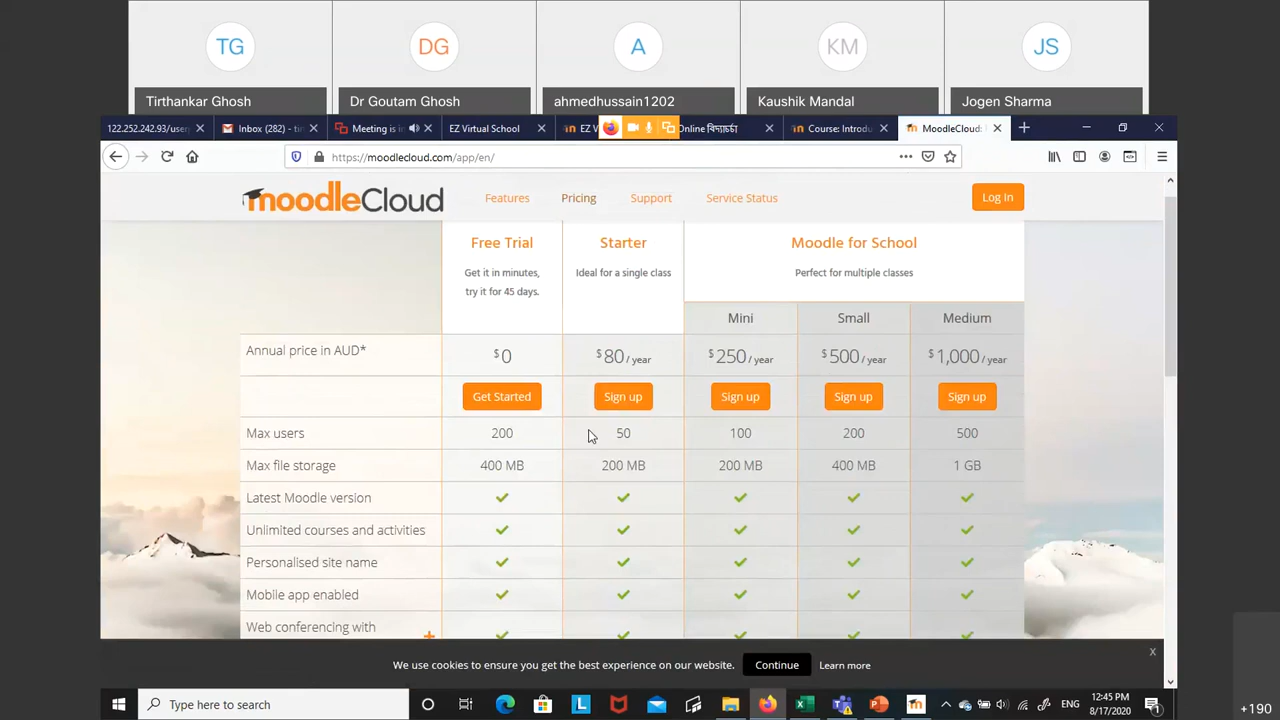 TG
DG
A
KM
JS
Tirthankar Ghosh
Dr Goutam Ghosh
ahmedhussain1202
Kaushik Mandal
Jogen Sharma
122.252.242.93/user
Inbox (282) - tin
Meeting is in
EZ Virtual School
EZ V
Online বিদ্যাচর্চা
Course: Introdu
MoodleCloud:
https://moodlecloud.com/app/en/
moodleCloud
Features
Pricing
Support
Service Status
Log In
Free Trial
Starter
Moodle for School
Get it in minutes,
try it for 45 days.
Ideal for a single class
Perfect for multiple classes
Mini
Small
Medium
Annual price in AUD*
$0
$80 / year
$250 / year
$500 / year
$1,000 / year
Get Started
Sign up
Sign up
Sign up
Sign up
Max users
200
50
100
200
500
Max file storage
400 MB
200 MB
200 MB
400 MB
1 GB
Latest Moodle version
Unlimited courses and activities
Personalised site name
Mobile app enabled
Web conferencing with
We use cookies to ensure you get the best experience on our website.
Continue
Learn more
X
Type here to search
ENG
12:45 PM
8/17/2020
+190